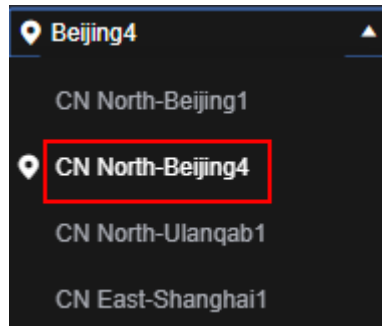 Beijing4
CN North-Beijing1
CN North-Beijing4
CN North-Ulanqab1
CN East-Shanghai1